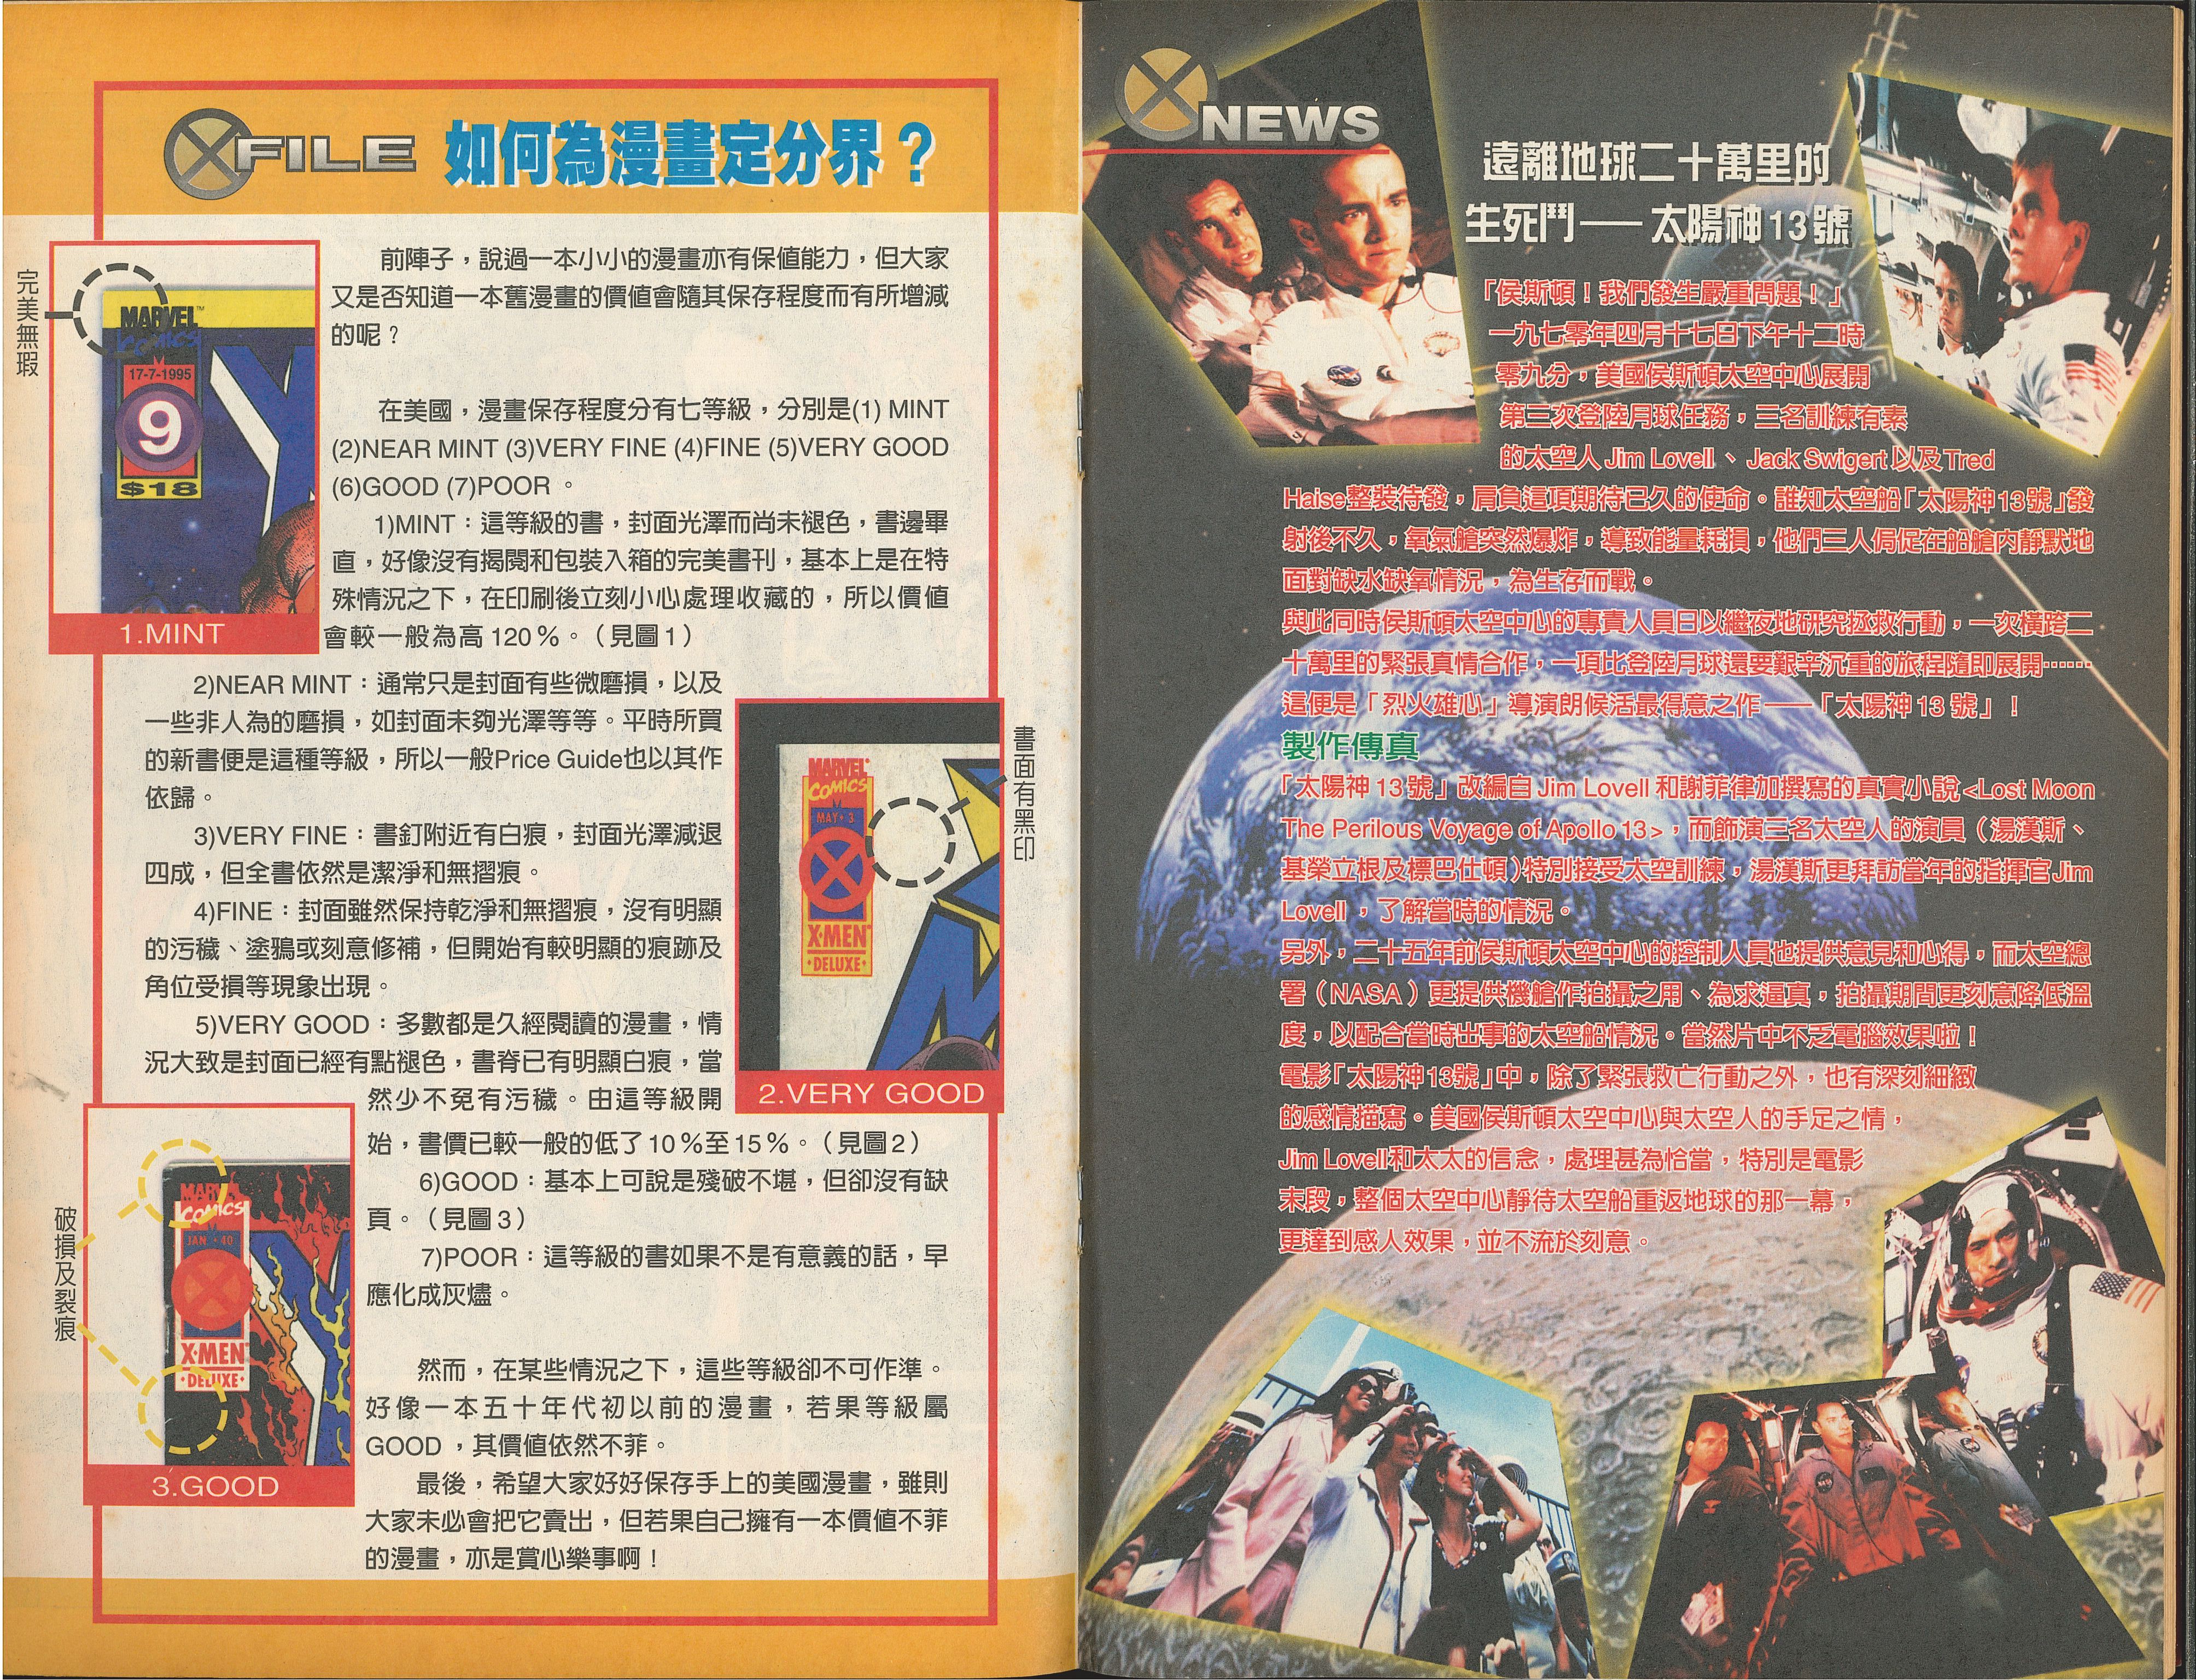 X FILE 如何為漫畫定分界？
完美無瑕
MARVEL™
COMICS
17-7-1995
9
$18
1.MINT
前陣子，說過一本小小的漫畫亦有保值能力，但大家
又是否知道一本舊漫畫的價值會隨其保存程度而有所增減
的呢？
在美國，漫畫保存程度分有七等級，分別是(1) MINT
(2)NEAR MINT (3)VERY FINE (4)FINE (5)VERY GOOD
(6)GOOD (7)POOR 。
1)MINT：這等級的書，封面光澤而尚未褪色，書邊畢
直，好像沒有揭閱和包裝入箱的完美書刊，基本上是在特
殊情況之下，在印刷後立刻小心處理收藏的，所以價值
會較一般為高 120％。（見圖 1）
2)NEAR MINT：通常只是封面有些微磨損，以及
一些非人為的磨損，如封面未夠光澤等等。平時所買
的新書便是這種等級，所以一般Price Guide也以其作
依歸。
3)VERY FINE：書釘附近有白痕，封面光澤減退
四成，但全書依然是潔淨和無摺痕。
4)FINE：封面雖然保持乾淨和無摺痕，沒有明顯
的污穢、塗鴉或刻意修補，但開始有較明顯的痕跡及
角位受損等現象出現。
5)VERY GOOD：多數都是久經閱讀的漫畫，情
況大致是封面已經有點褪色，書脊已有明顯白痕，當
然少不免有污穢。由這等級開
始，書價已較一般的低了10％至15％。（見圖2）
6)GOOD：基本上可說是殘破不堪，但卻沒有缺
頁。（見圖 3）
7)POOR：這等級的書如果不是有意義的話，早
應化成灰燼。
然而，在某些情況之下，這些等級卻不可作準。
好像一本五十年代初以前的漫畫，若果等級屬
GOOD ，其價值依然不菲。
最後，希望大家好好保存手上的美國漫畫，雖則
大家未必會把它賣出，但若果自己擁有一本價值不菲
的漫畫，亦是賞心樂事啊！
書面有黑印
MARVEL
COMICS
MAY・3
X-MEN
・DELUXE・
2.VERY GOOD
破損及裂痕
MARVEL
COMICS
JAN・40
X-MEN
・DELUXE・
3.GOOD
X NEWS
遠離地球二十萬里的
生死鬥——太陽神13號
「侯斯頓！我們發生嚴重問題！」
一九七零年四月十七日下午十二時
零九分，美國侯斯頓太空中心展開
第三次登陸月球任務，三名訓練有素
的太空人 Jim Lovell 、 Jack Swigert 以及 Tred
Haise整裝待發，肩負這項期待已久的使命。誰知太空船「太陽神13號」發
射後不久，氧氣艙突然爆炸，導致能量耗損，他們三人侷促在船艙內靜默地
面對缺水缺氧情況，為生存而戰。
與此同時侯斯頓太空中心的專責人員日以繼夜地研究拯救行動，一次橫跨二
十萬里的緊張真情合作，一項比登陸月球還要艱辛沉重的旅程隨即展開……
這便是「烈火雄心」導演朗候活最得意之作——「太陽神 13 號」！
製作傳真
「太陽神 13 號」改編自 Jim Lovell 和謝菲律加撰寫的真實小說<Lost Moon
The Perilous Voyage of Apollo 13>，而飾演三名太空人的演員（湯漢斯、
基榮立根及標巴仕頓)特別接受太空訓練，湯漢斯更拜訪當年的指揮官Jim
Lovell，了解當時的情況。
另外，二十五年前侯斯頓太空中心的控制人員也提供意見和心得，而太空總
署（NASA）更提供機艙作拍攝之用、為求逼真，拍攝期間更刻意降低溫
度，以配合當時出事的太空船情況。當然片中不乏電腦效果啦！
電影「太陽神13號」中，除了緊張救亡行動之外，也有深刻細緻
的感情描寫。美國侯斯頓太空中心與太空人的手足之情，
Jim Lovell和太太的信念，處理甚為恰當，特別是電影
末段，整個太空中心靜待太空船重返地球的那一幕，
更達到感人效果，並不流於刻意。